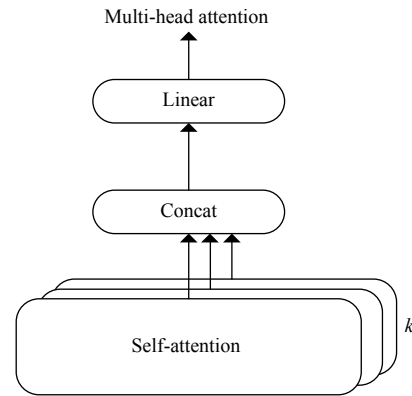 Multi-head attention
Linear
Concat
Self-attention
k